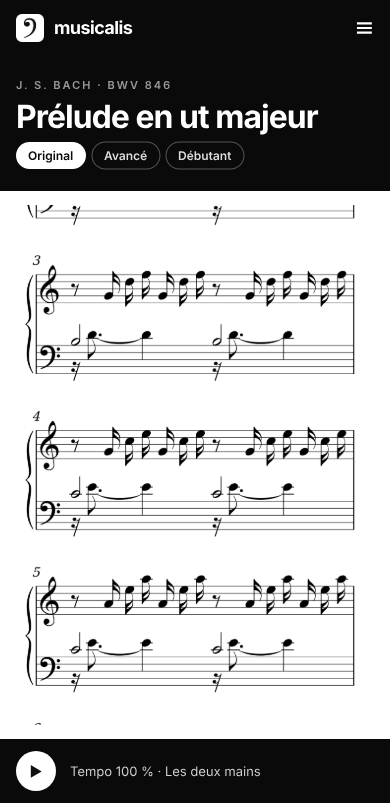 musicalis
J. S. BACH · BWV 846
Prélude en ut majeur
Original Avancé Débutant
3
4
5
Tempo 100 % · Les deux mains